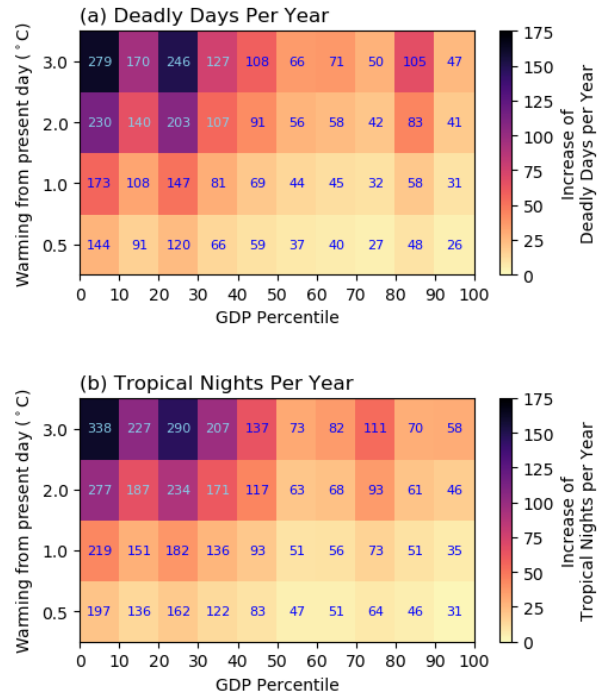 (a) Deadly Days Per Year
Warming from present day (°C)
3.0 279 170 246 127 108 66 71 50 105 47
2.0 230 140 203 107 91 56 58 42 83 41
1.0 173 108 147 81 69 44 45 32 58 31
0.5 144 91 120 66 59 37 40 27 48 26
0 10 20 30 40 50 60 70 80 90 100
GDP Percentile
175
150
125
100
75
50
25
0
Increase of
Deadly Days per Year
(b) Tropical Nights Per Year
Warming from present day (°C)
3.0 338 227 290 207 137 73 82 111 70 58
2.0 277 187 234 171 117 63 68 93 61 46
1.0 219 151 182 136 93 51 56 73 51 35
0.5 197 136 162 122 83 47 51 64 46 31
0 10 20 30 40 50 60 70 80 90 100
GDP Percentile
175
150
125
100
75
50
25
0
Increase of
Tropical Nights per Year